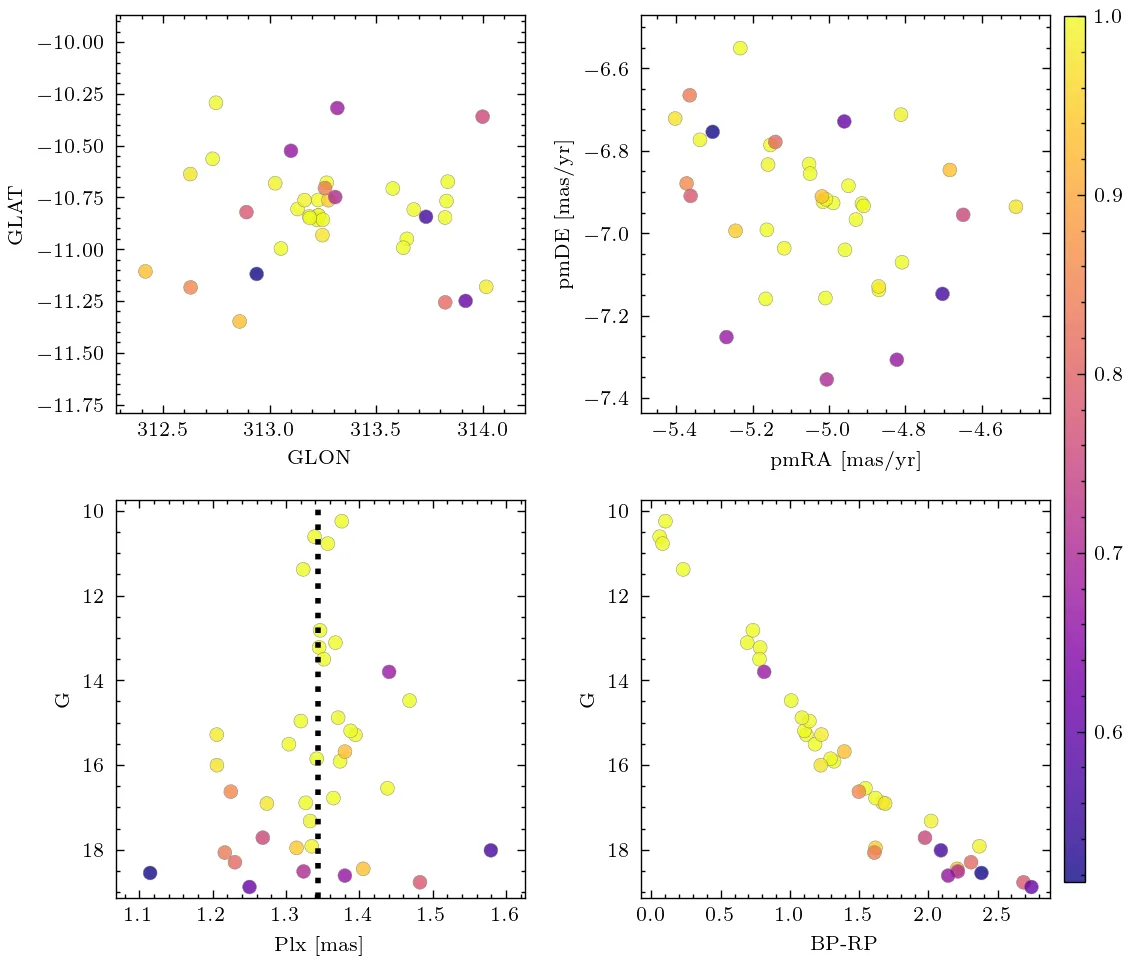 −10.00
−10.25
−10.50
−10.75
−11.00
−11.25
−11.50
−11.75
GLAT
312.5 313.0 313.5 314.0
GLON
−6.6
−6.8
−7.0
−7.2
−7.4
pmDE [mas/yr]
−5.4 −5.2 −5.0 −4.8 −4.6
pmRA [mas/yr]
1.0
0.9
0.8
0.7
0.6
10
12
14
16
18
G
1.1 1.2 1.3 1.4 1.5 1.6
Plx [mas]
10
12
14
16
18
G
0.0 0.5 1.0 1.5 2.0 2.5
BP-RP